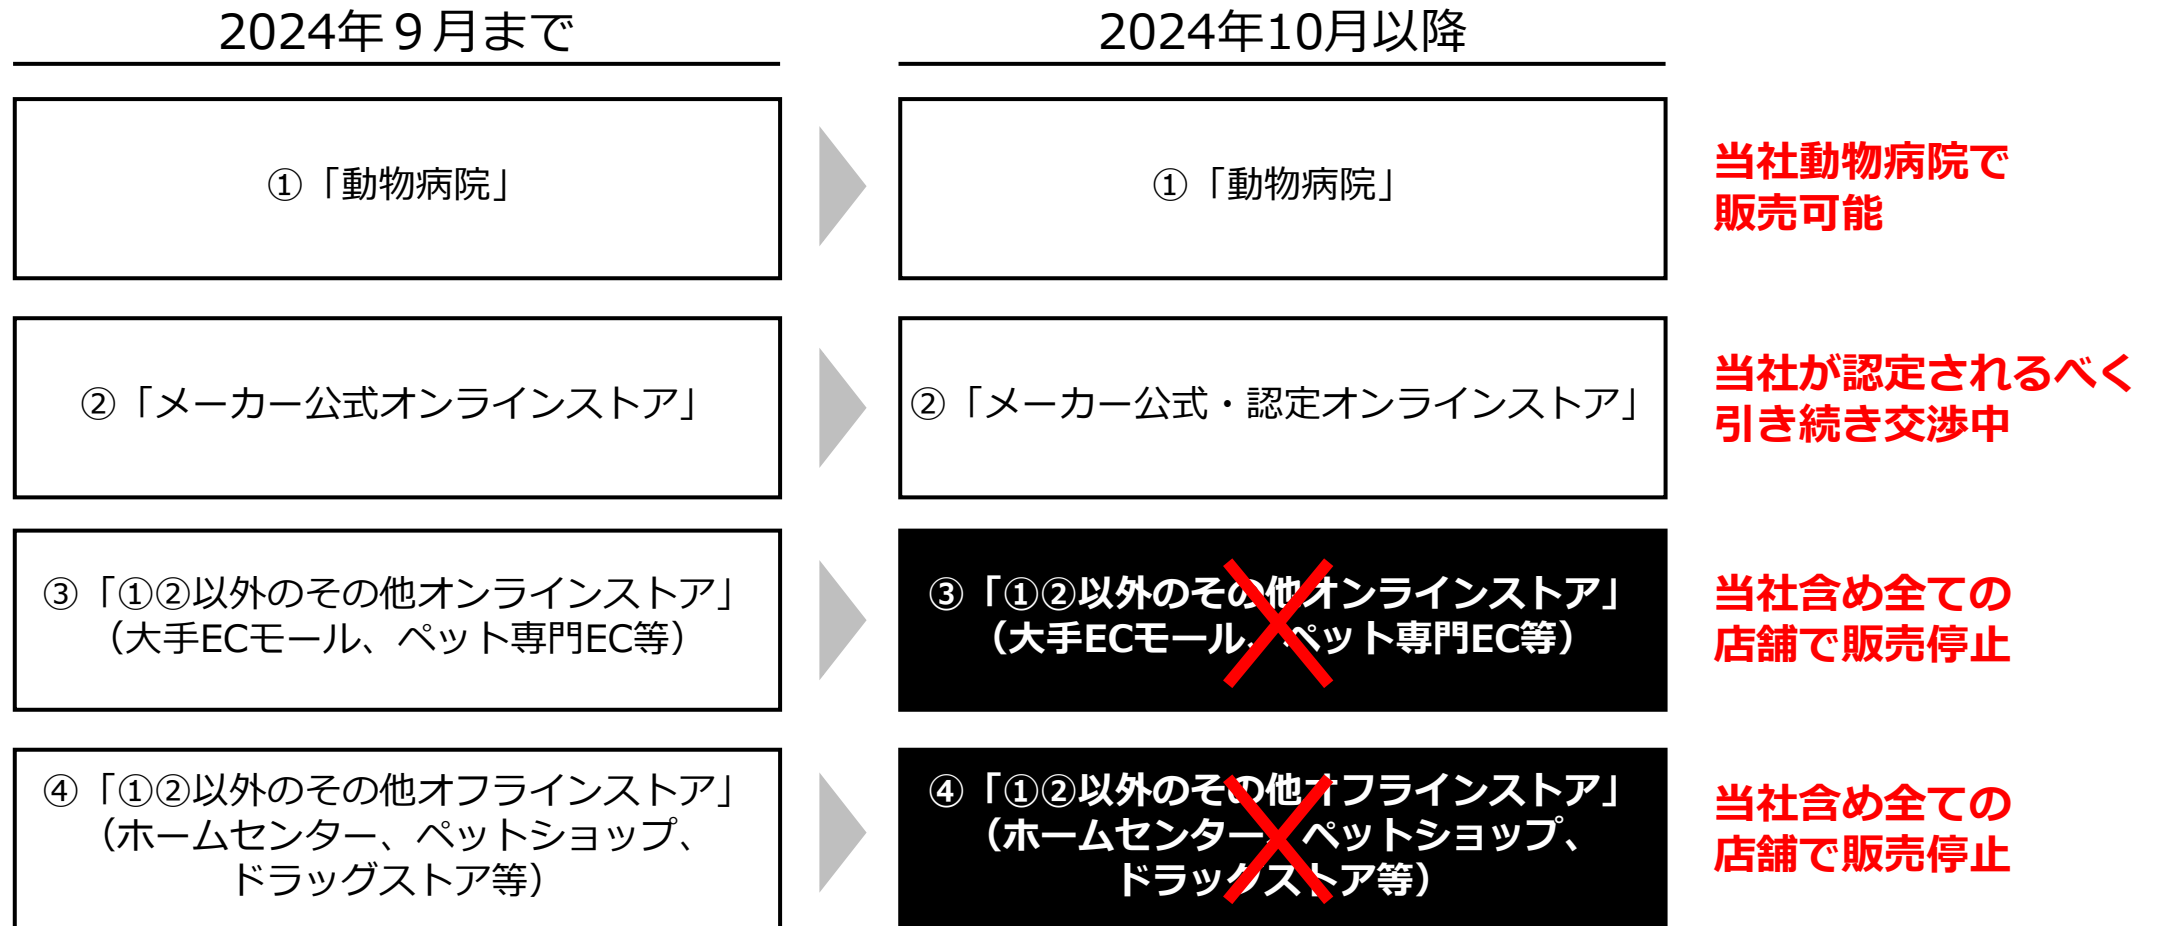 2024年９月まで
2024年10月以降
①「動物病院」
①「動物病院」
当社動物病院で
販売可能
②「メーカー公式オンラインストア」
②「メーカー公式・認定オンラインストア」
当社が認定されるべく
引き続き交渉中
③「①②以外のその他オンラインストア」
（大手ECモール、ペット専門EC等）
③「①②以外のその他オンラインストア」
（大手ECモール、ペット専門EC等）
当社含め全ての
店舗で販売停止
④「①②以外のその他オフラインストア」
（ホームセンター、ペットショップ、
ドラッグストア等）
④「①②以外のその他オフラインストア」
（ホームセンター、ペットショップ、
ドラッグストア等）
当社含め全ての
店舗で販売停止